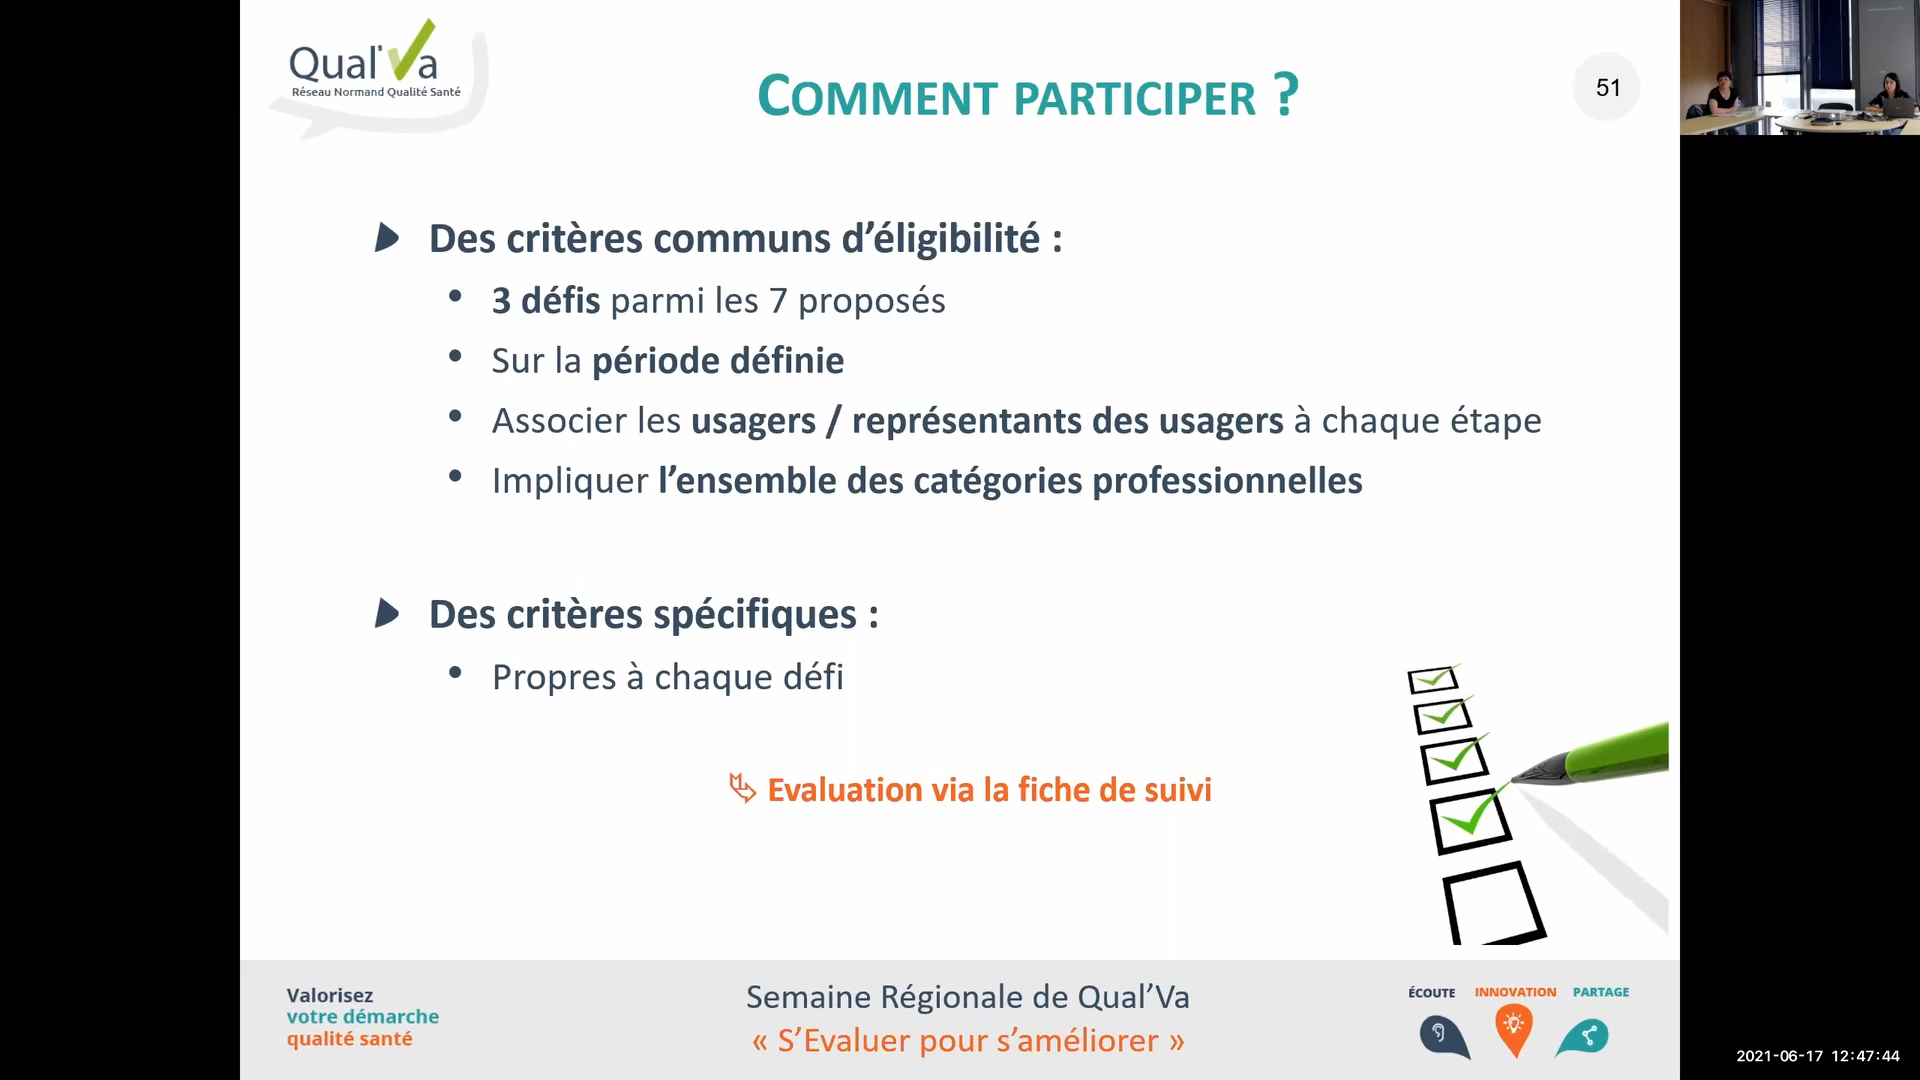 Qual'Va
Réseau Normand Qualité Santé
COMMENT PARTICIPER ?
51
Des critères communs d’éligibilité :
• 3 défis parmi les 7 proposés
• Sur la période définie
• Associer les usagers / représentants des usagers à chaque étape
• Impliquer l’ensemble des catégories professionnelles
Des critères spécifiques :
• Propres à chaque défi
Evaluation via la fiche de suivi
Valorisez
votre démarche
qualité santé
Semaine Régionale de Qual’Va
« S’Evaluer pour s’améliorer »
ÉCOUTE INNOVATION PARTAGE
2021-06-17 12:47:44